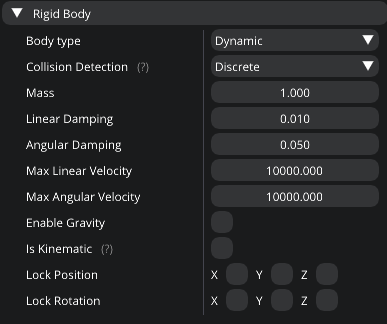 Rigid Body
Body type Dynamic
Collision Detection (?) Discrete
Mass 1.000
Linear Damping 0.010
Angular Damping 0.050
Max Linear Velocity 10000.000
Max Angular Velocity 10000.000
Enable Gravity
Is Kinematic (?)
Lock Position X Y Z
Lock Rotation X Y Z